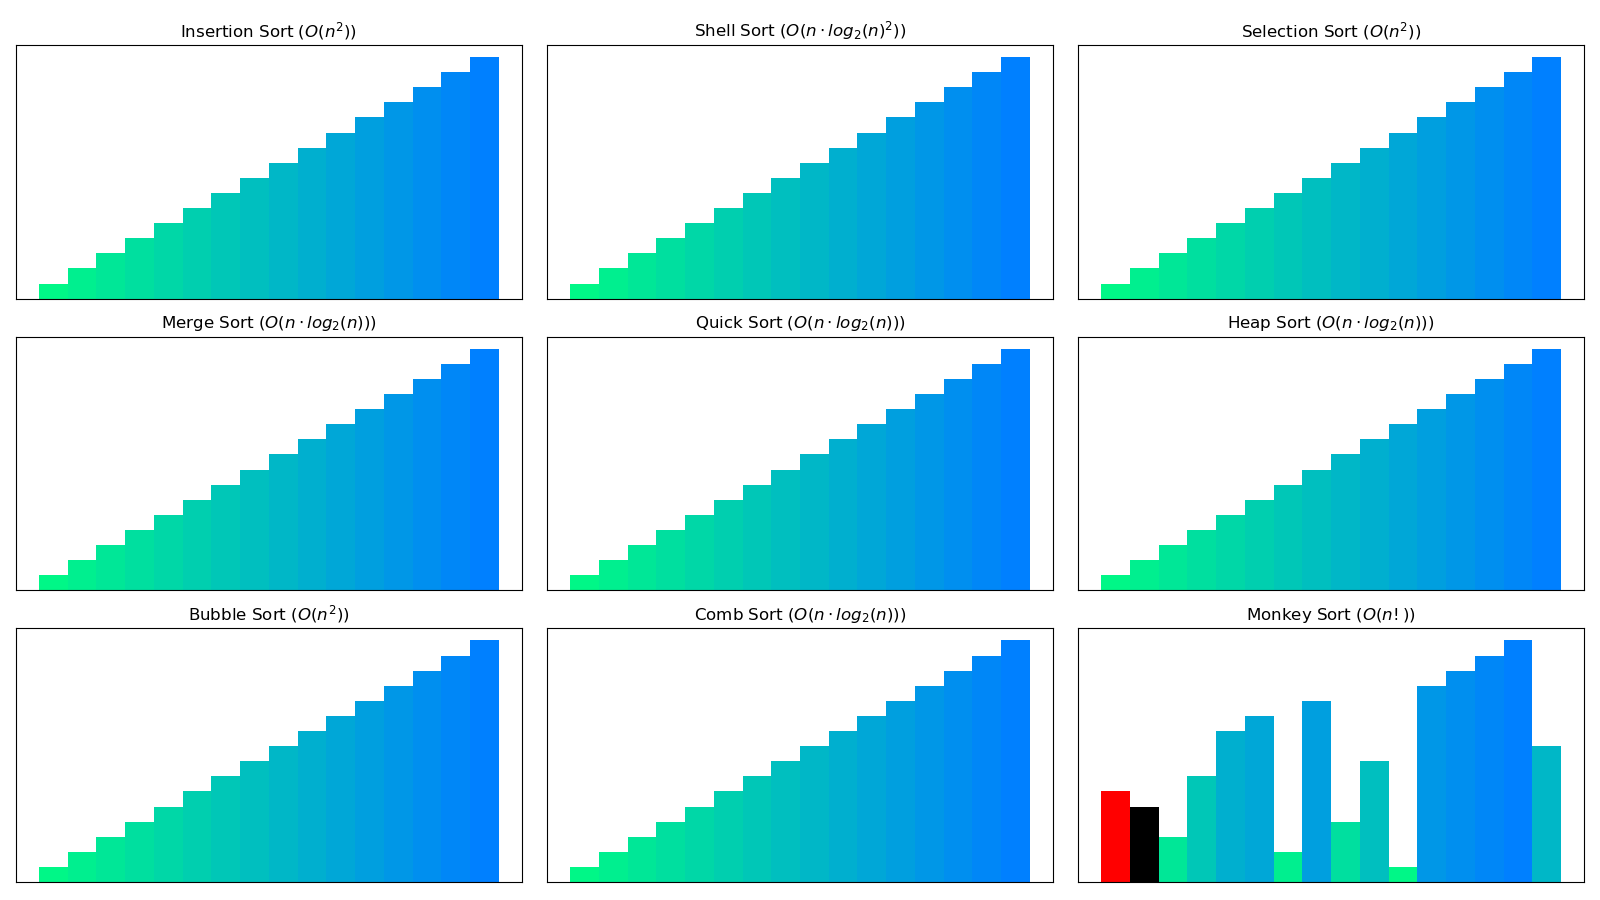 Insertion Sort (O(n²))
Shell Sort (O(n · log₂(n)²))
Selection Sort (O(n²))
Merge Sort (O(n · log₂(n)))
Quick Sort (O(n · log₂(n)))
Heap Sort (O(n · log₂(n)))
Bubble Sort (O(n²))
Comb Sort (O(n · log₂(n)))
Monkey Sort (O(n!))